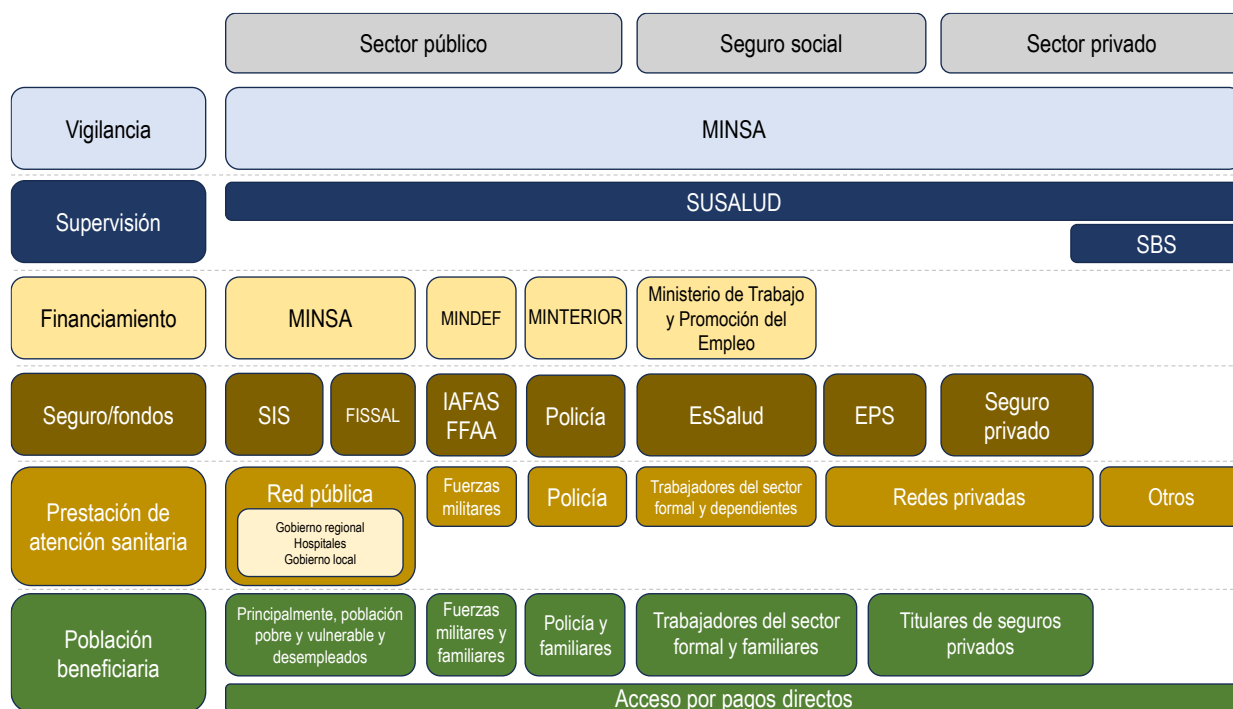 Sector público
Seguro social
Sector privado
Vigilancia
MINSA
Supervisión
SUSALUD
SBS
Financiamiento
MINSA
MINDEF
MINTERIOR
Ministerio de Trabajo
y Promoción del
Empleo
Seguro/fondos
SIS
FISSAL
IAFAS
FFAA
Policía
EsSalud
EPS
Seguro
privado
Prestación de
atención sanitaria
Red pública
Gobierno regional
Hospitales
Gobierno local
Fuerzas
militares
Policía
Trabajadores del sector
formal y dependientes
Redes privadas
Otros
Población
beneficiaria
Principalmente, población
pobre y vulnerable y
desempleados
Fuerzas
militares y
familiares
Policía y
familiares
Trabajadores del sector
formal y familiares
Titulares de seguros
privados
Acceso por pagos directos